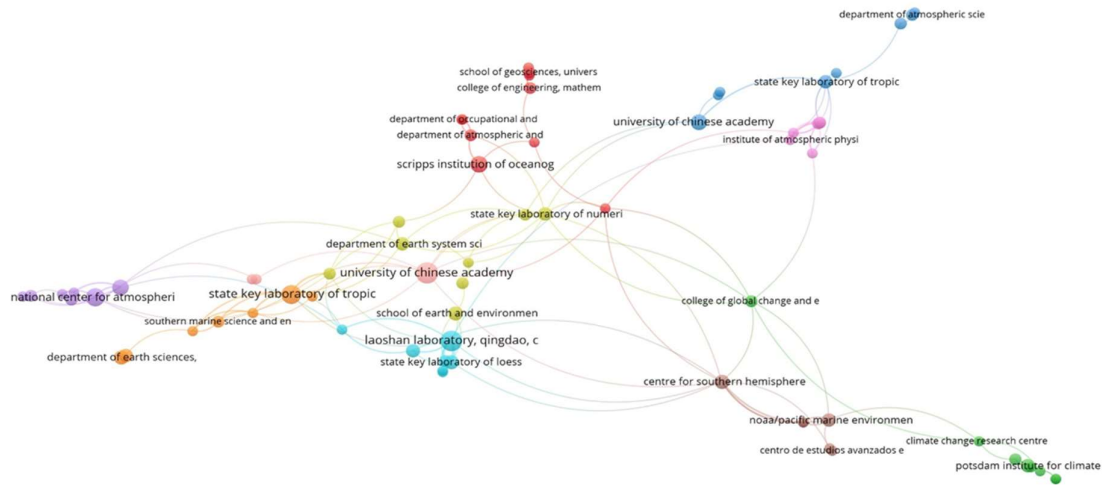 department of atmospheric scie
school of geosciences, univers
state key laboratory of tropic
college of engineering, mathem
department of occupational and
university of chinese academy
department of atmospheric and
institute of atmospheric physi
scripps institution of oceanog
state key laboratory of numeri
department of earth system sci
university of chinese academy
state key laboratory of tropic
national center for atmospheri
college of global change and e
school of earth and environmen
southern marine science and en
laoshan laboratory, qingdao, c
department of earth sciences,
state key laboratory of loess
centre for southern hemisphere
noaa/pacific marine environmen
climate change research centre
centro de estudios avanzados e
potsdam institute for climate